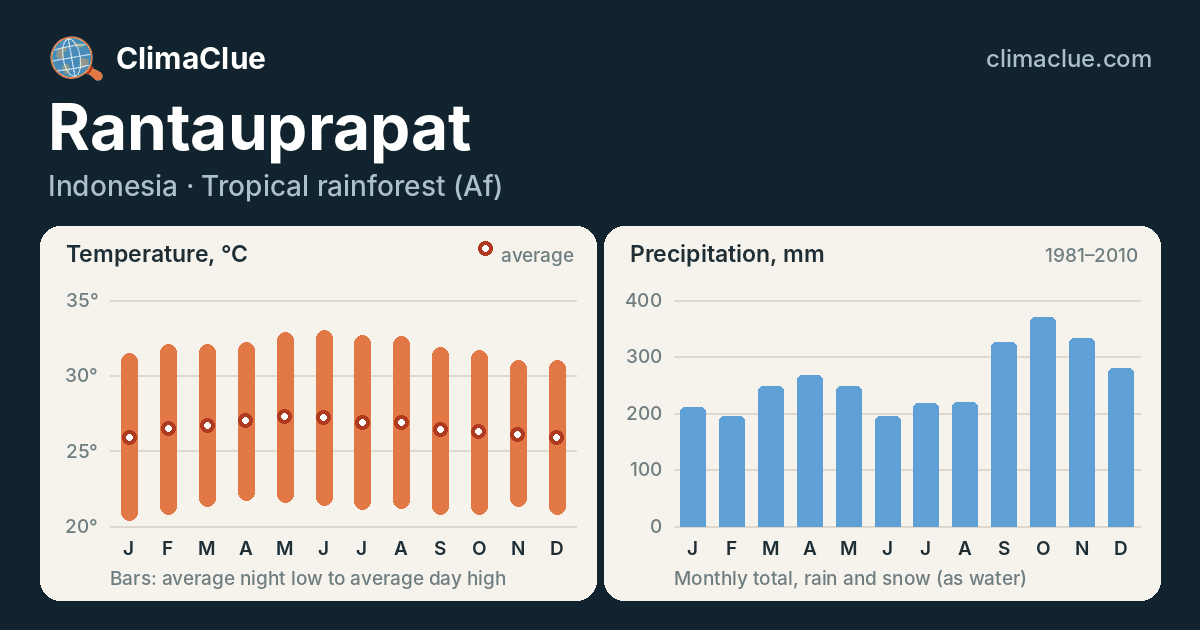 ClimaClue
climaclue.com
Rantauprapat
Indonesia · Tropical rainforest (Af)
Temperature, °C
average
35°
30°
25°
20°
J F M A M J J A S O N D
Bars: average night low to average day high
Precipitation, mm
1981–2010
400
300
200
100
0
J F M A M J J A S O N D
Monthly total, rain and snow (as water)